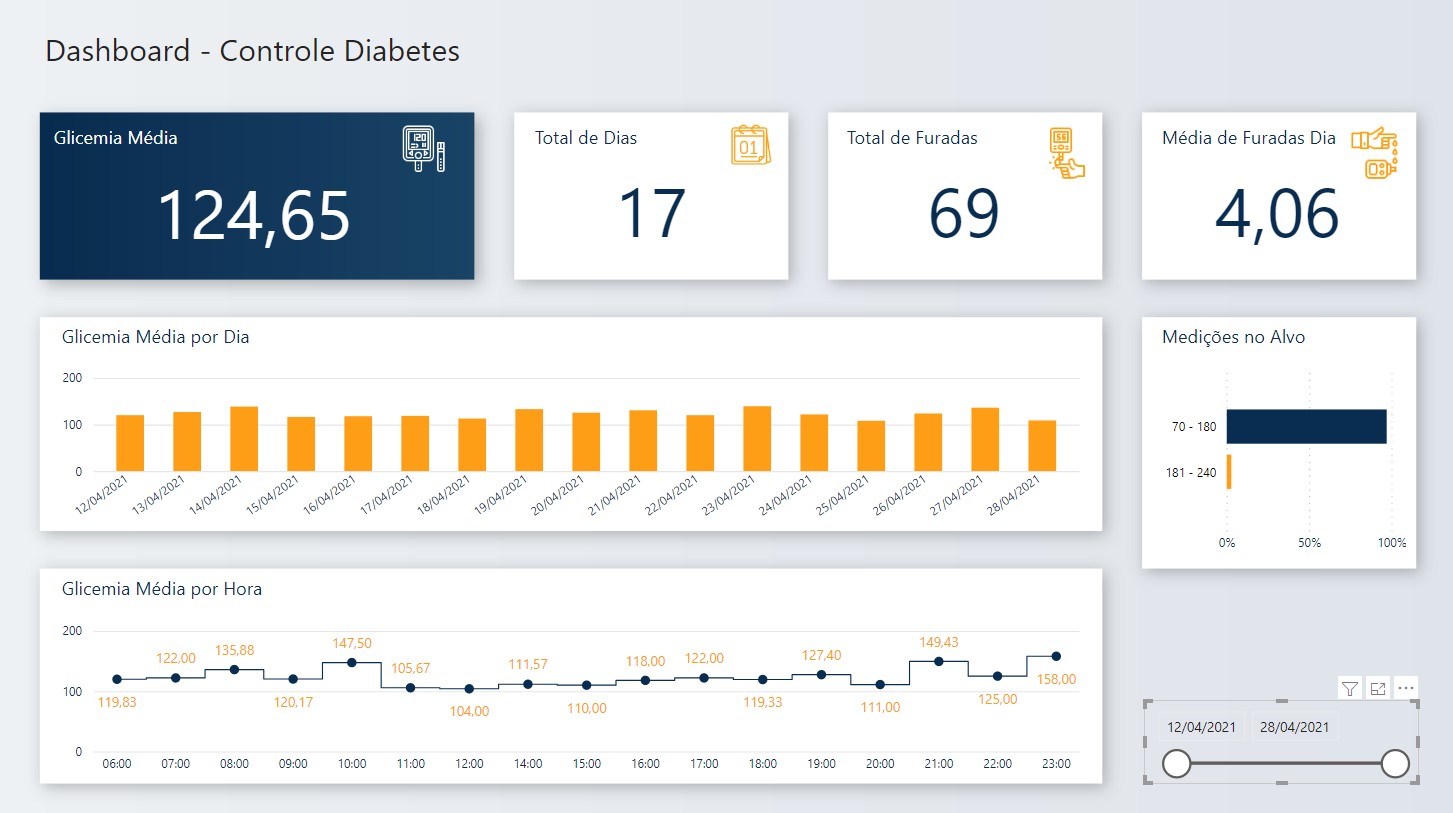 Dashboard - Controle Diabetes
Glicemia Média
120
124,65
Total de Dias
01
17
Total de Furadas
69
Média de Furadas Dia
4,06
Glicemia Média por Dia
200
100
0
12/04/2021 13/04/2021 14/04/2021 15/04/2021 16/04/2021 17/04/2021 18/04/2021 19/04/2021 20/04/2021 21/04/2021 22/04/2021 23/04/2021 24/04/2021 25/04/2021 26/04/2021 27/04/2021 28/04/2021
Medições no Alvo
70 - 180
181 - 240
0% 50% 100%
Glicemia Média por Hora
200
100
0
119,83 122,00 135,88 120,17 147,50 105,67 104,00 111,57 110,00 118,00 122,00 119,33 127,40 111,00 149,43 125,00 158,00
06:00 07:00 08:00 09:00 10:00 11:00 12:00 14:00 15:00 16:00 17:00 18:00 19:00 20:00 21:00 22:00 23:00
12/04/2021 28/04/2021